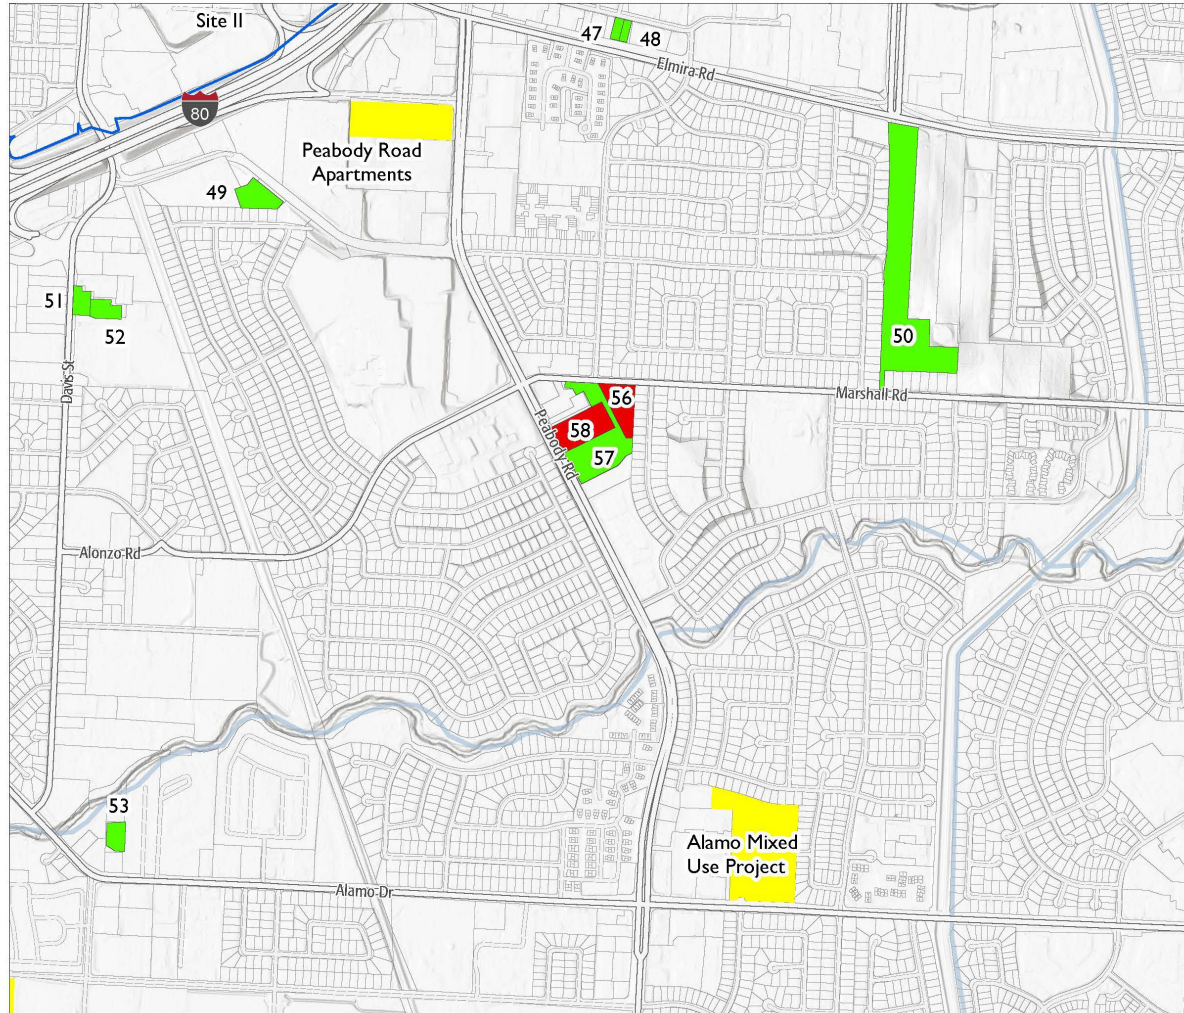 Site II
47
48
Elmira Rd
80
Peabody Road
Apartments
49
51
52
50
Davis St
Marshall Rd
56
58
57
Peabody Rd
Alonzo Rd
53
Alamo Mixed
Use Project
Alamo Dr